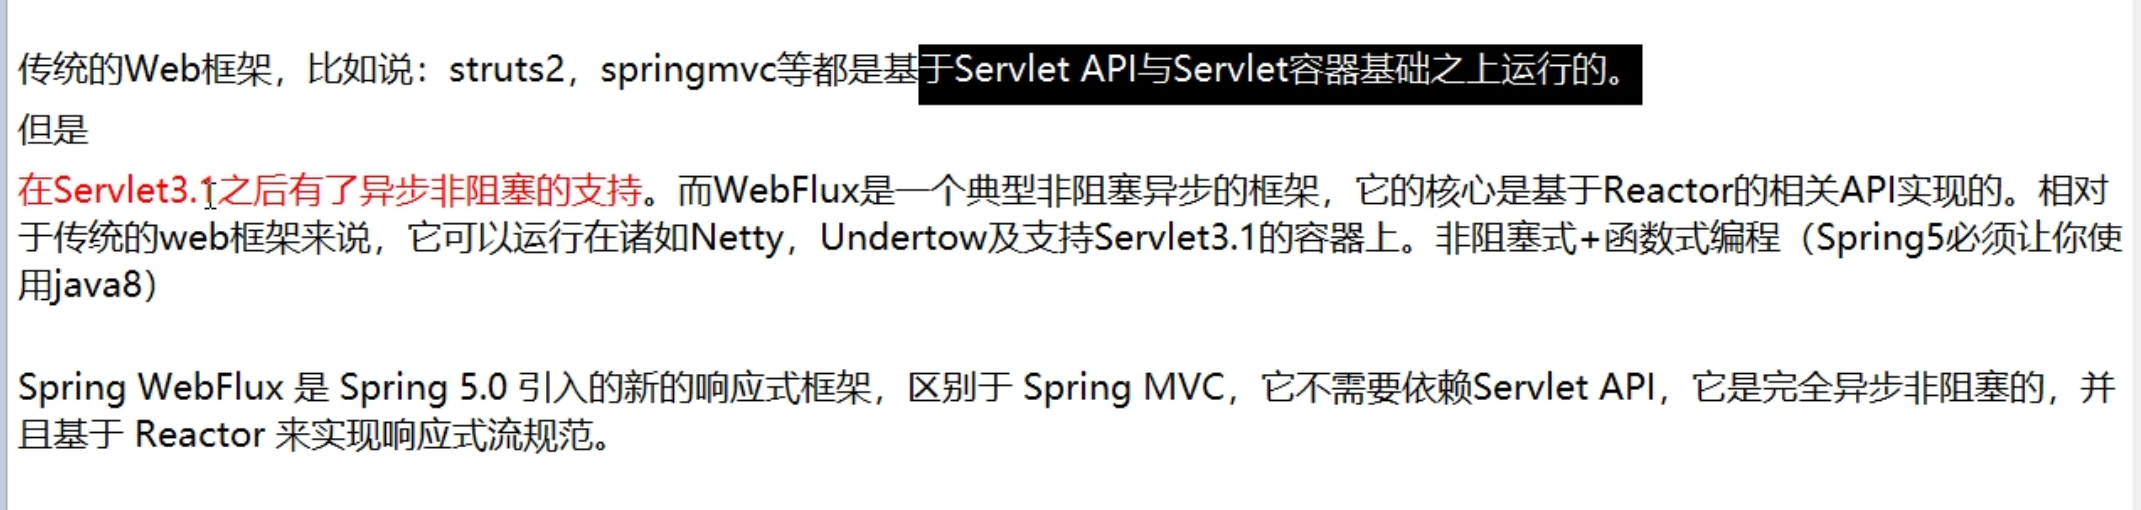 传统的Web框架，比如说：struts2，springmvc等都是基于Servlet API与Servlet容器基础之上运行的。
但是
在Servlet3.1之后有了异步非阻塞的支持。而WebFlux是一个典型非阻塞异步的框架，它的核心是基于Reactor的相关API实现的。相对
于传统的web框架来说，它可以运行在诸如Netty，Undertow及支持Servlet3.1的容器上。非阻塞式+函数式编程（Spring5必须让你使
用java8）
Spring WebFlux 是 Spring 5.0 引入的新的响应式框架，区别于 Spring MVC，它不需要依赖Servlet API，它是完全异步非阻塞的，并
且基于 Reactor 来实现响应式流规范。